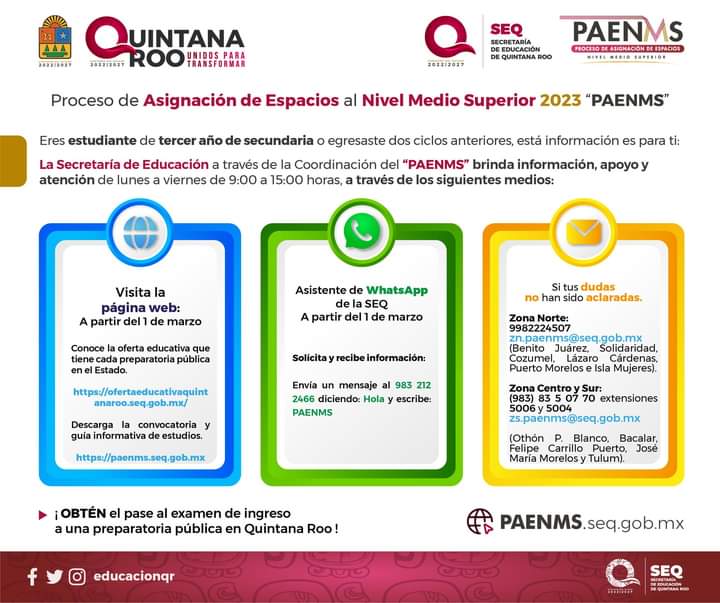 2022/2027
QUINTANA
ROO
UNIDOS PARA
TRANSFORMAR
2022/2027
2022/2027
SEQ
SECRETARÍA
DE EDUCACIÓN
DE QUINTANA ROO
PAENMS
PROCESO DE ASIGNACIÓN DE ESPACIOS
NIVEL MEDIO SUPERIOR
Proceso de Asignación de Espacios al Nivel Medio Superior 2023 “PAENMS”
Eres estudiante de tercer año de secundaria o egresaste dos ciclos anteriores, está información es para ti:
La Secretaría de Educación a través de la Coordinación del “PAENMS” brinda información, apoyo y
atención de lunes a viernes de 9:00 a 15:00 horas, a través de los siguientes medios:
Visita la
página web:
A partir del 1 de marzo
Conoce la oferta educativa que
tiene cada preparatoria pública
en el Estado.
https://ofertaeducativaquint
anaroo.seq.gob.mx/
Descarga la convocatoria y
guía informativa de estudios.
https://paenms.seq.gob.mx
Asistente de WhatsApp
de la SEQ
A partir del 1 de marzo
Solicita y recibe información:
Envía un mensaje al 983 212
2466 diciendo: Hola y escribe:
PAENMS
Si tus dudas
no han sido aclaradas.
Zona Norte:
9982224507
zn.paenms@seq.gob.mx
(Benito Juárez, Solidaridad,
Cozumel, Lázaro Cárdenas,
Puerto Morelos e Isla Mujeres).
Zona Centro y Sur:
(983) 83 5 07 70 extensiones
5006 y 5004
zs.paenms@seq.gob.mx
(Othón P. Blanco, Bacalar,
Felipe Carrillo Puerto, José
María Morelos y Tulum).
¡ OBTÉN el pase al examen de ingreso
a una preparatoria pública en Quintana Roo !
PAENMS.seq.gob.mx
educacionqr
2022/2027
SEQ
SECRETARÍA
DE EDUCACIÓN
DE QUINTANA ROO